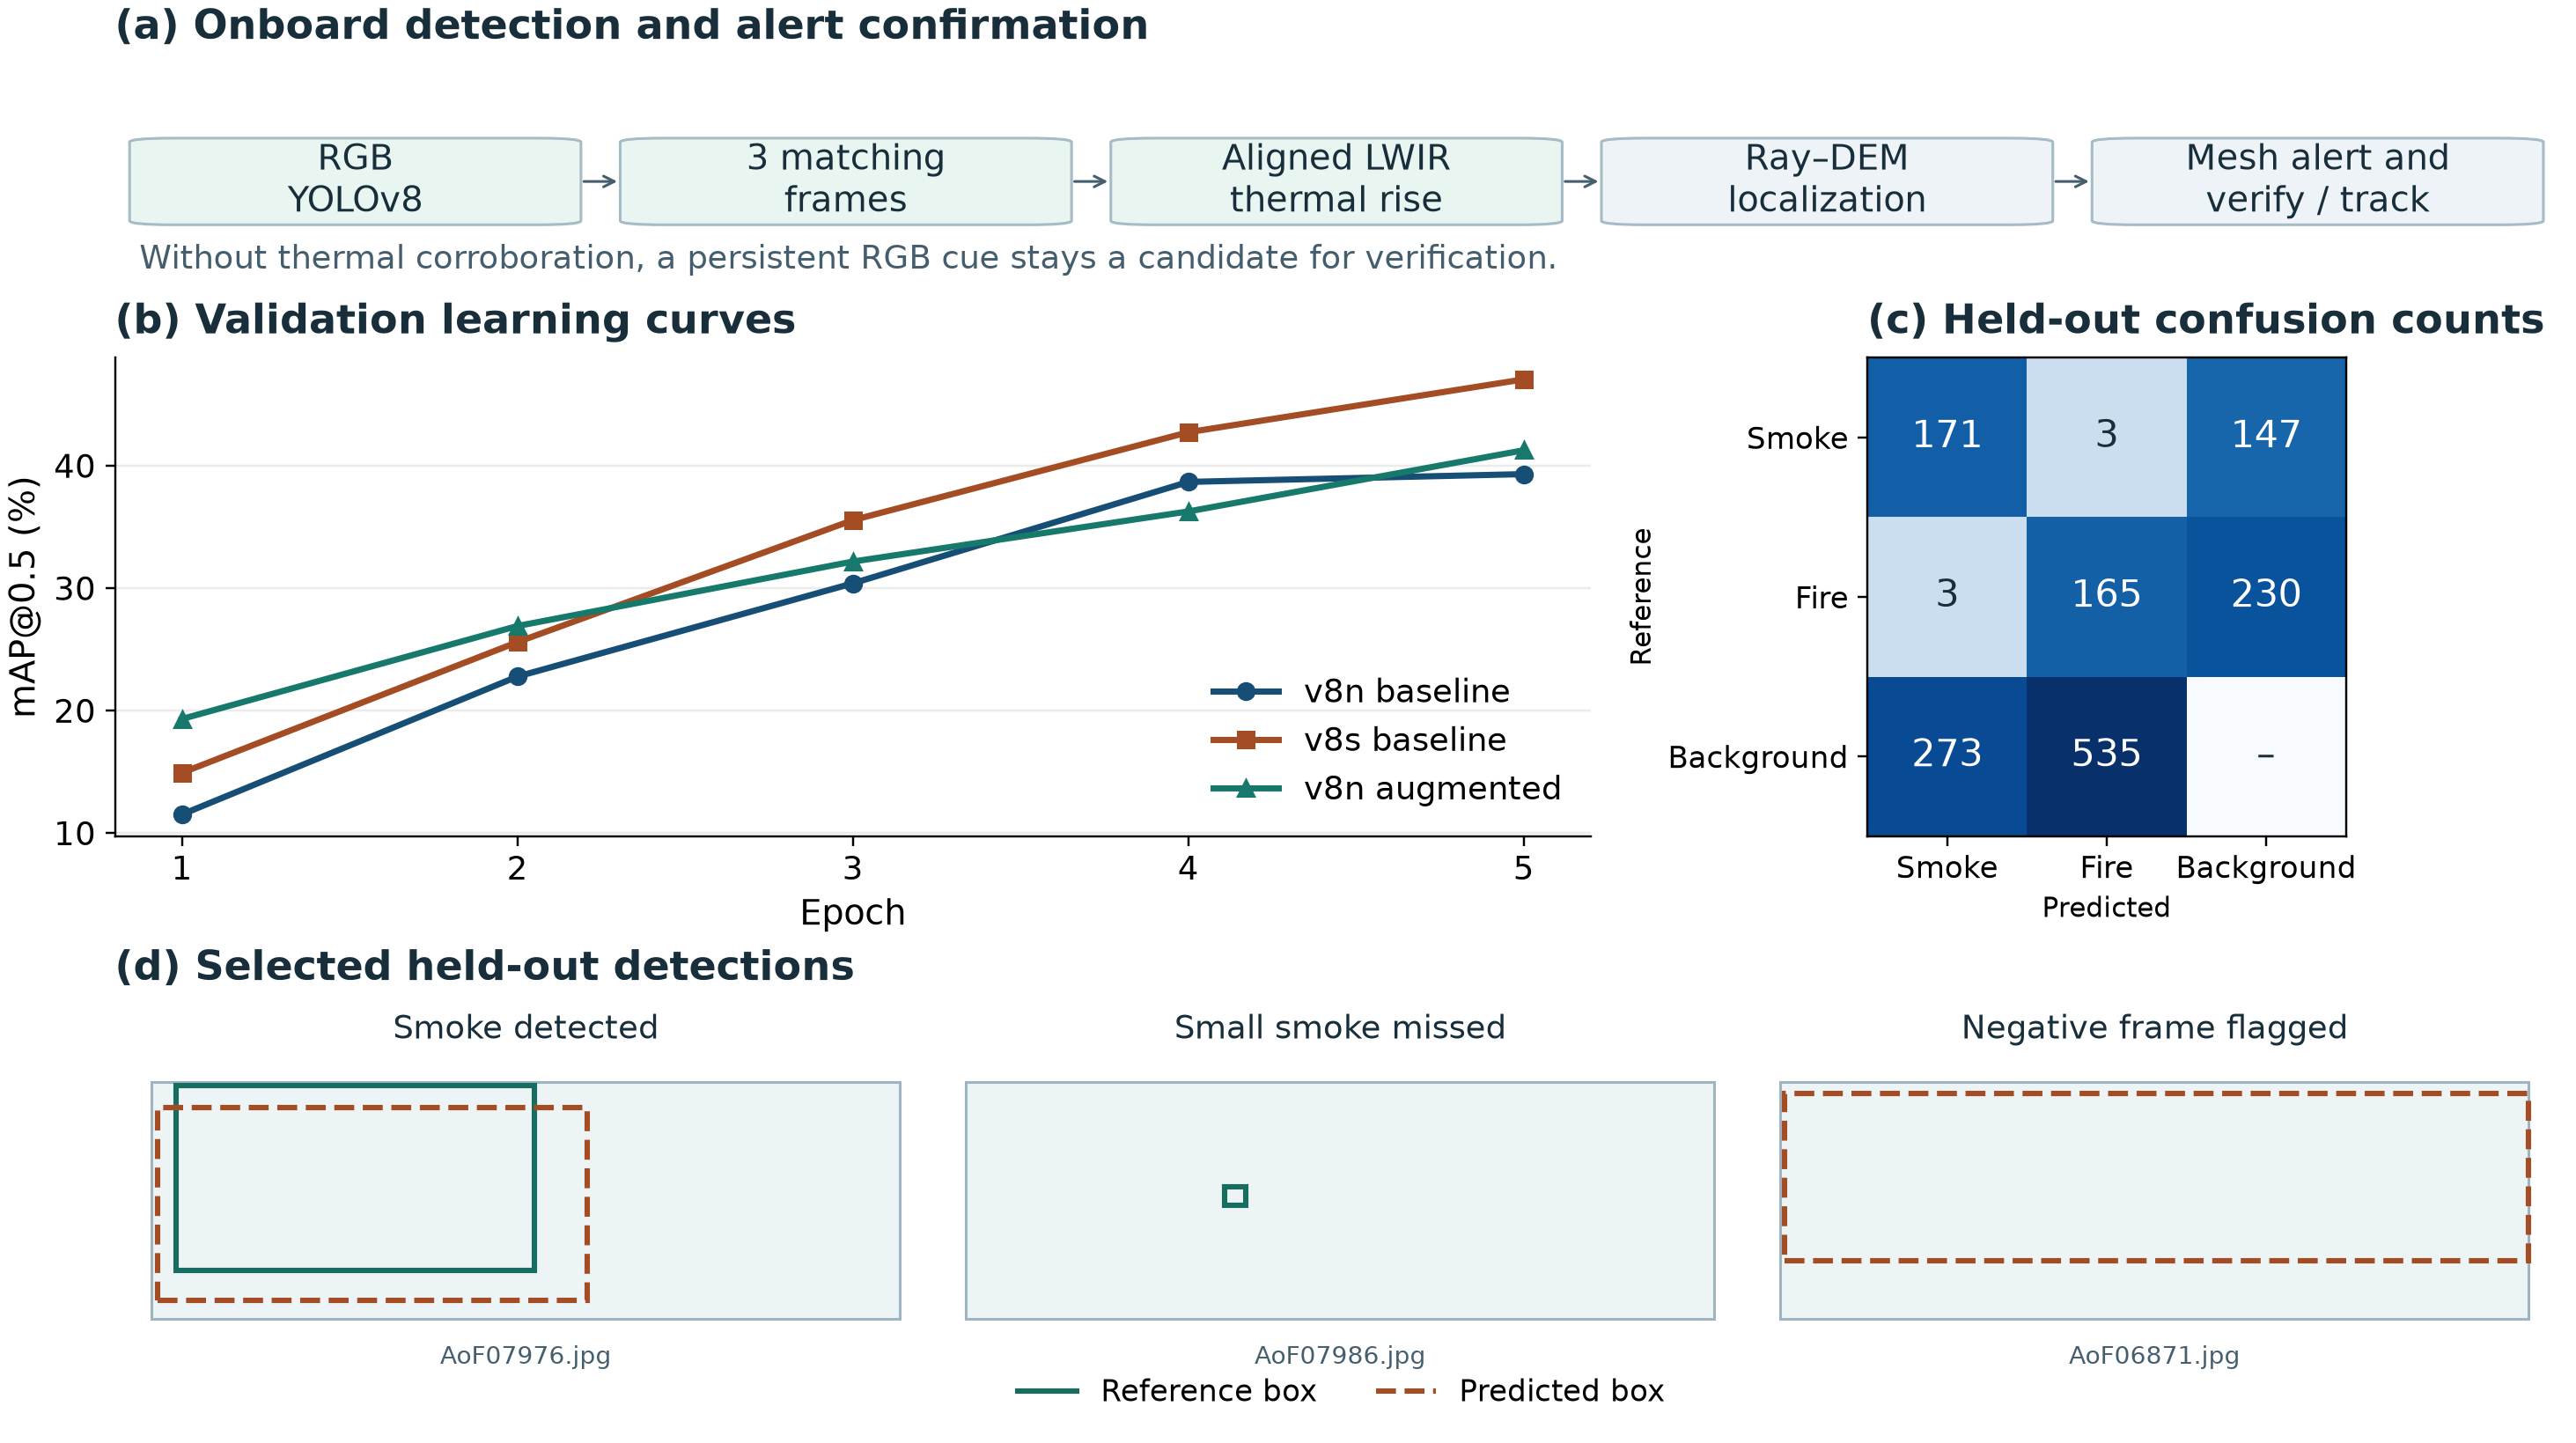 (a) Onboard detection and alert confirmation
RGB
YOLOv8
3 matching
frames
Aligned LWIR
thermal rise
Ray–DEM
localization
Mesh alert and
verify / track
Without thermal corroboration, a persistent RGB cue stays a candidate for verification.
(b) Validation learning curves
mAP@0.5 (%)
40
30
20
10
1
2
3
4
5
Epoch
v8n baseline
v8s baseline
v8n augmented
(c) Held-out confusion counts
Reference
Smoke
171
3
147
Fire
3
165
230
Background
273
535
–
Smoke
Fire
Background
Predicted
(d) Selected held-out detections
Smoke detected
Small smoke missed
Negative frame flagged
AoF07976.jpg
AoF07986.jpg
AoF06871.jpg
Reference box
Predicted box